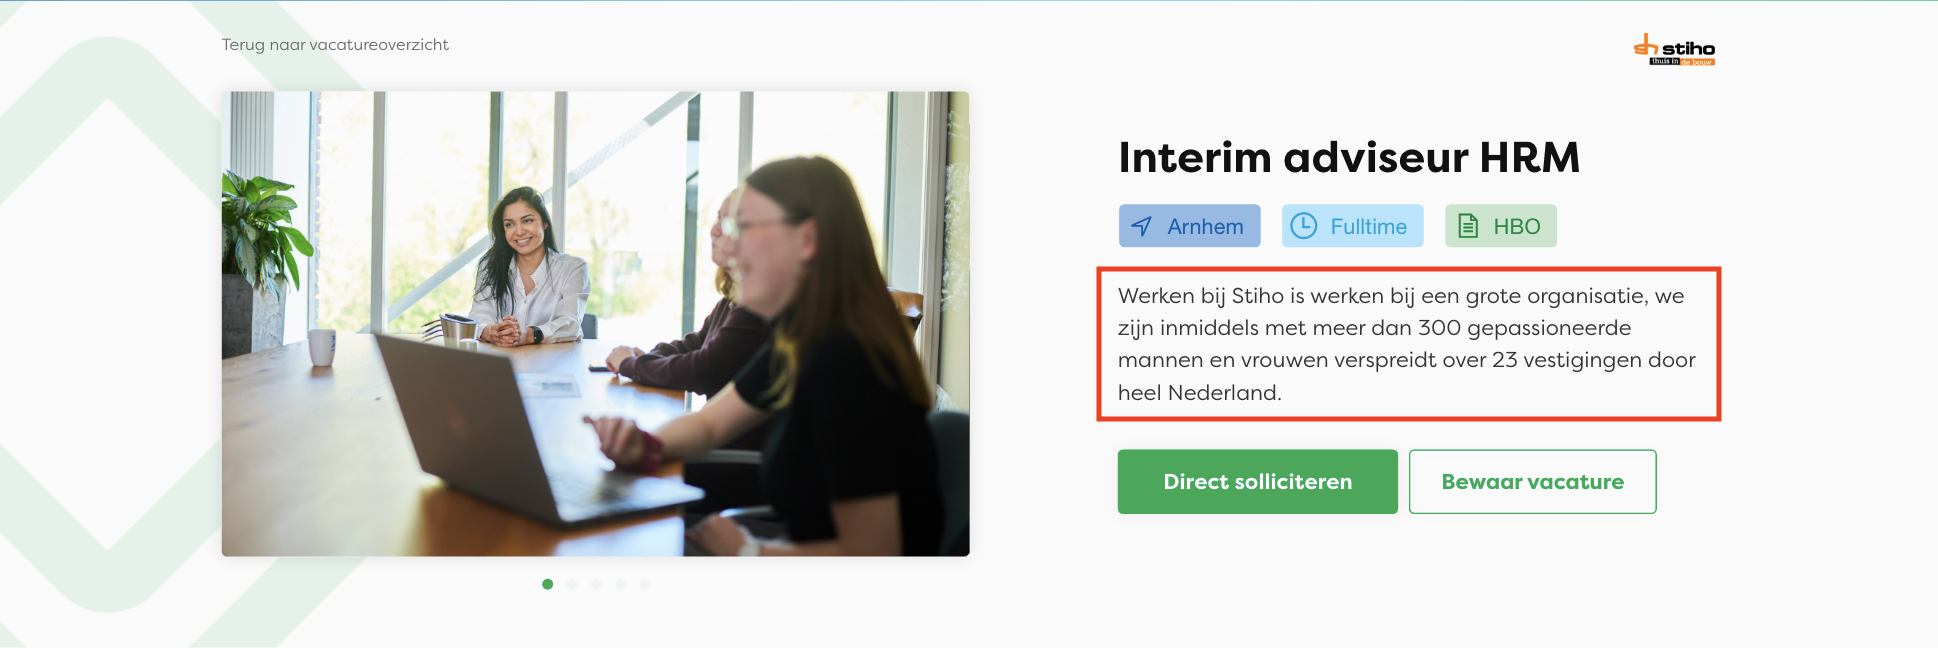 Terug naar vacatureoverzicht
stiho
thuis in de bouw
Interim adviseur HRM
Arnhem
Fulltime
HBO
Werken bij Stiho is werken bij een grote organisatie, we
zijn inmiddels met meer dan 300 gepassioneerde
mannen en vrouwen verspreidt over 23 vestigingen door
heel Nederland.
Direct solliciteren
Bewaar vacature